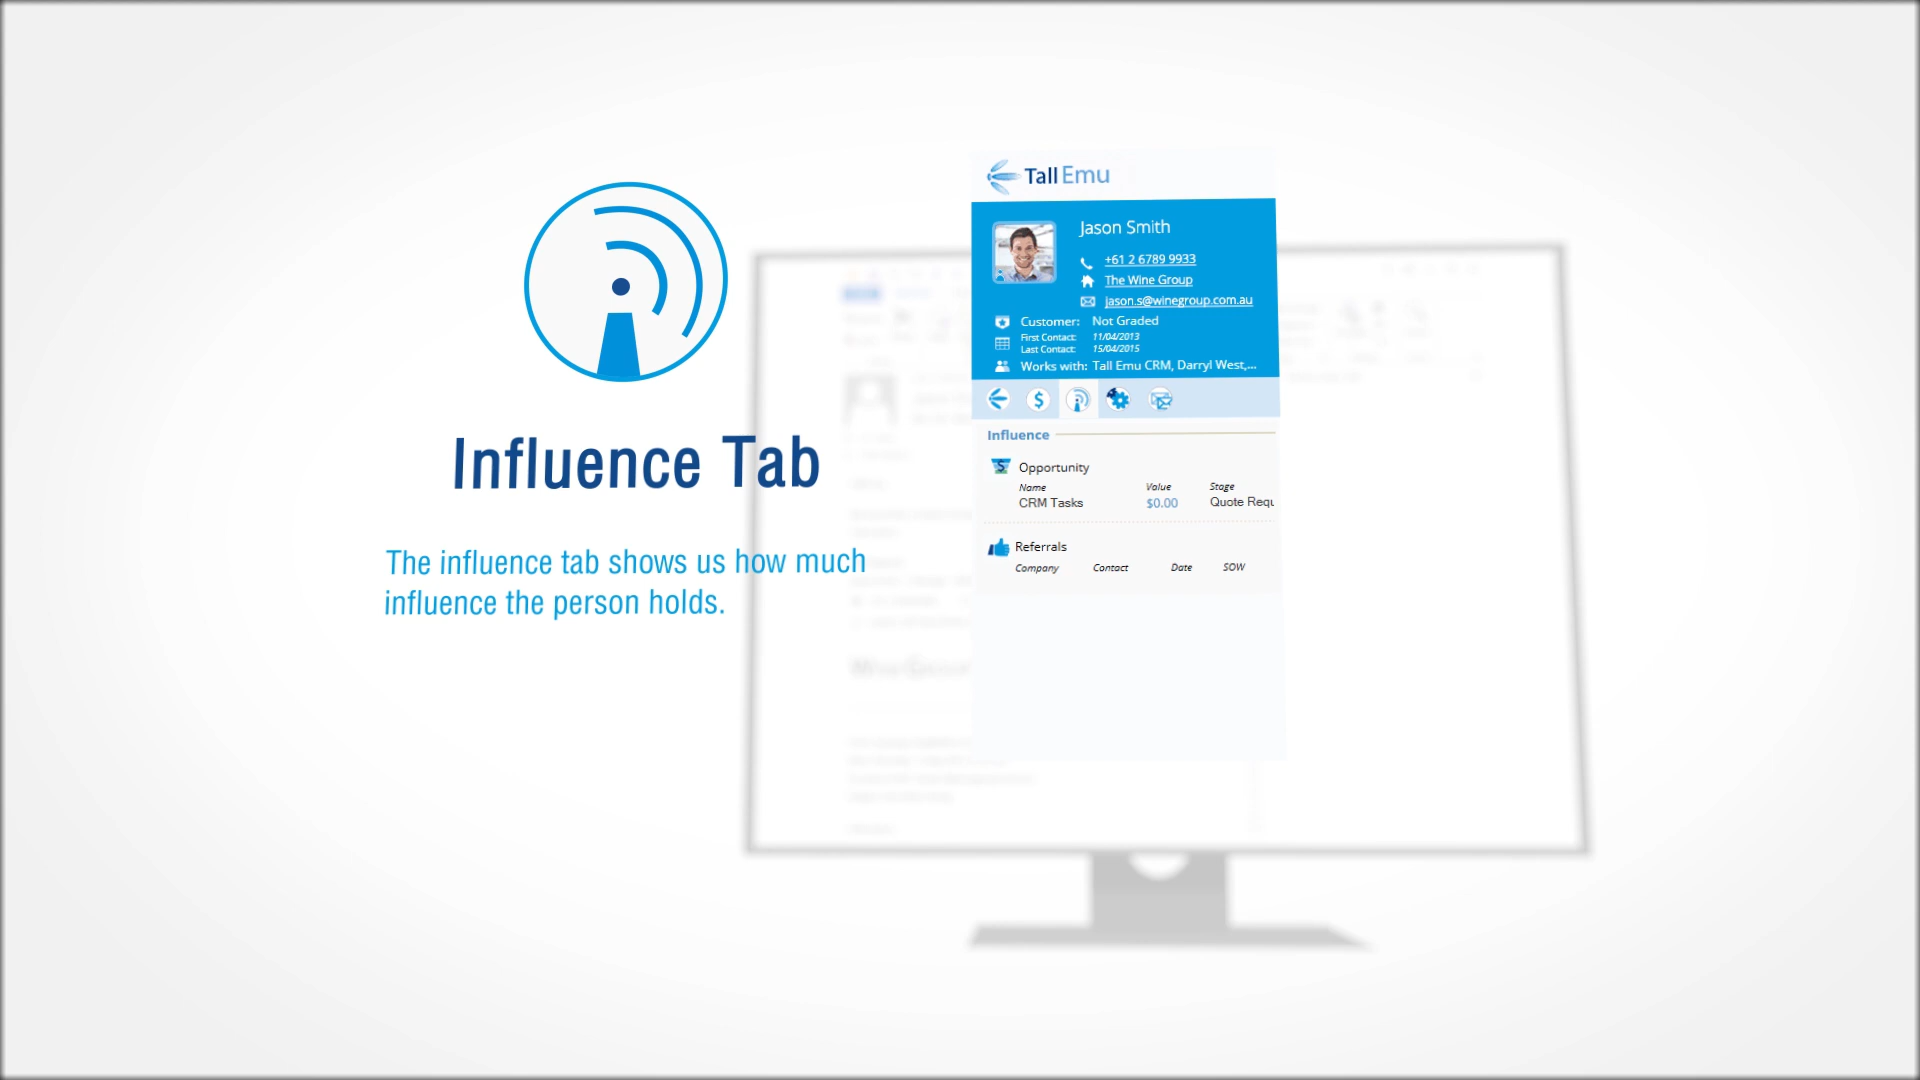 Influence Tab
The influence tab shows us how much
influence the person holds.
Tall Emu
Jason Smith
+61 2 6789 9933
The Wine Group
jason.s@winegroup.com.au
Customer: Not Graded
First Contact: 11/04/2013
Last Contact: 15/04/2015
Works with: Tall Emu CRM, Darryl West,...
Influence
Opportunity
Name Value Stage
CRM Tasks $0.00 Quote Requ
Referrals
Company Contact Date SOW